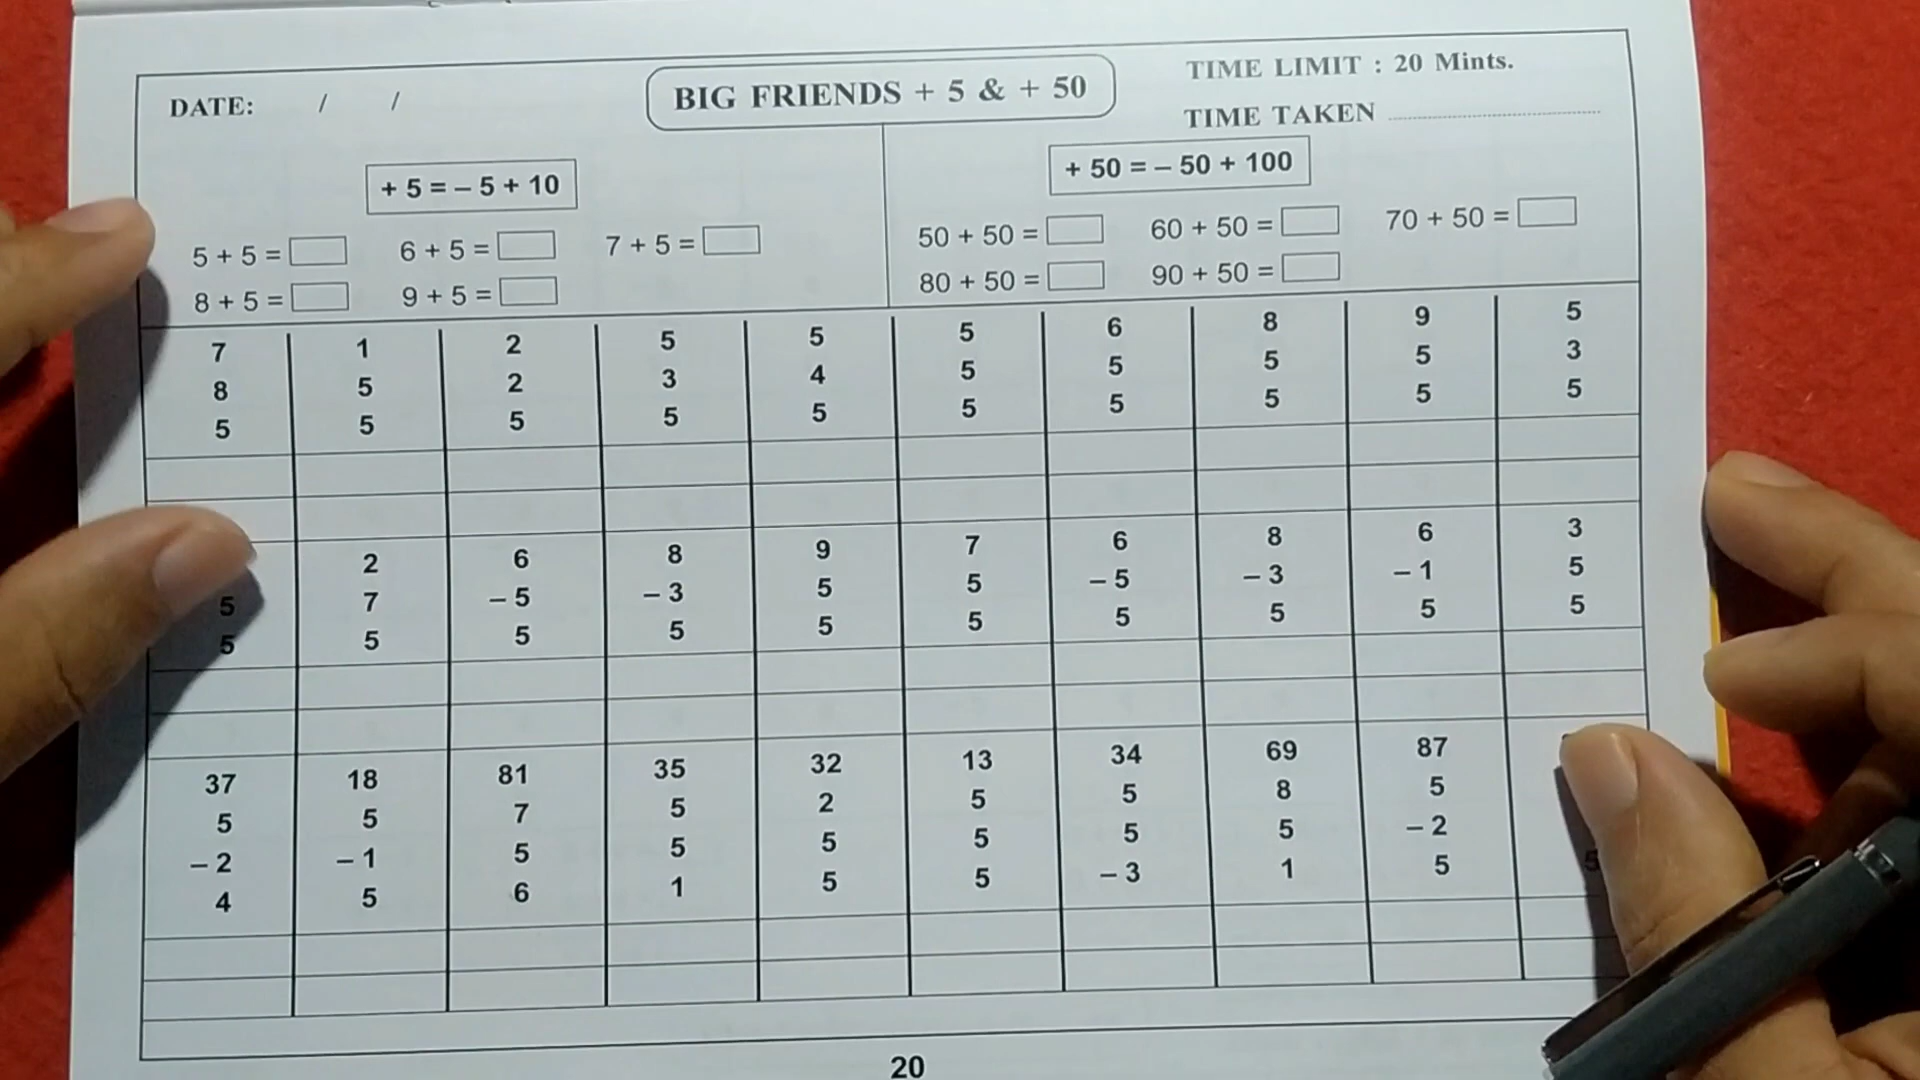 DATE: / /
BIG FRIENDS + 5 & + 50
TIME LIMIT : 20 Mints.
TIME TAKEN
+ 5 = – 5 + 10
5 + 5 =
6 + 5 =
7 + 5 =
8 + 5 =
9 + 5 =
+ 50 = – 50 + 100
50 + 50 =
60 + 50 =
70 + 50 =
80 + 50 =
90 + 50 =
7 1 2 5 5 5 6 8 9 5
8 5 2 3 4 5 5 5 5 3
5 5 5 5 5 5 5 5 5 5
2 6 8 9 7 6 8 6 3
5 7 – 5 – 3 5 5 – 5 – 3 – 1 5
5 5 5 5 5 5 5 5 5 5
37 18 81 35 32 13 34 69 87
5 5 7 5 2 5 5 8 5
– 2 – 1 5 5 5 5 5 5 – 2
4 5 6 1 5 5 – 3 1 5
20